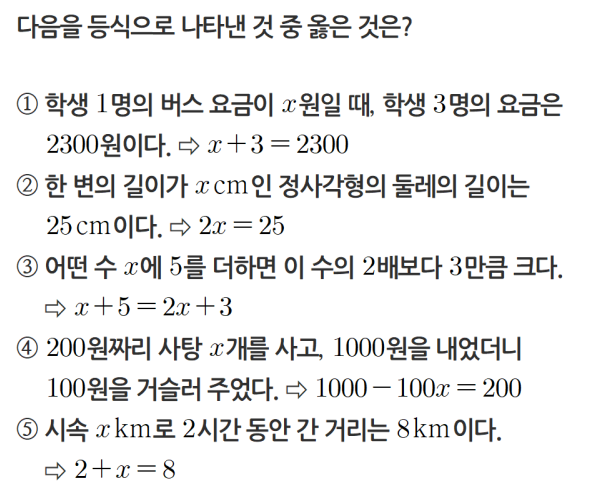 다음을 등식으로 나타낸 것 중 옳은 것은?
① 학생 1명의 버스 요금이 x원일 때, 학생 3명의 요금은
2300원이다. ⇨ x+3=2300
② 한 변의 길이가 x cm인 정사각형의 둘레의 길이는
25 cm이다. ⇨ 2x=25
③ 어떤 수 x에 5를 더하면 이 수의 2배보다 3만큼 크다.
⇨ x+5=2x+3
④ 200원짜리 사탕 x개를 사고, 1000원을 내었더니
100원을 거슬러 주었다. ⇨ 1000-100x=200
⑤ 시속 x km로 2시간 동안 간 거리는 8 km이다.
⇨ 2+x=8